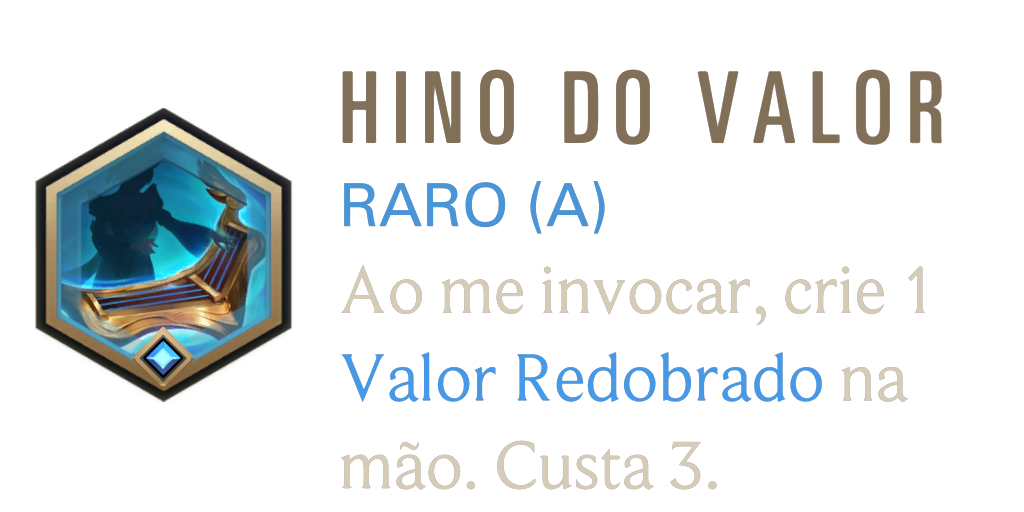 HINO DO VALOR
RARO (A)
Ao me invocar, crie 1
Valor Redobrado na
mão. Custa 3.